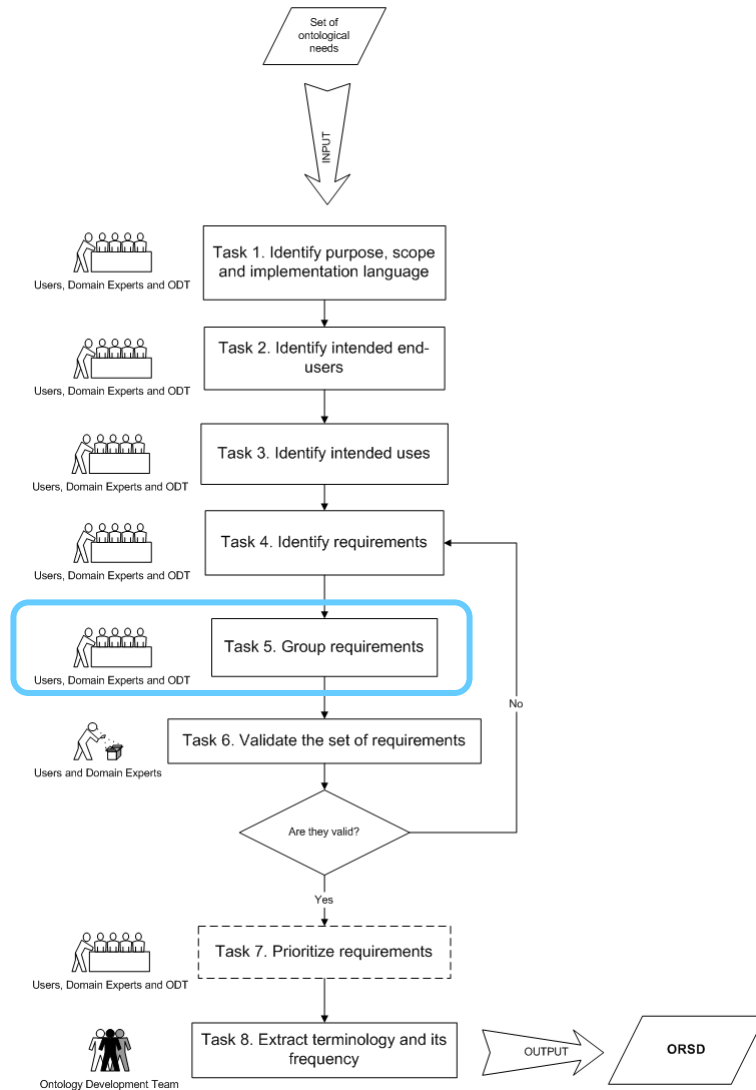 Set of
ontological
needs
INPUT
Task 1. Identify purpose, scope
and implementation language
Users, Domain Experts and ODT
Task 2. Identify intended end-
users
Users, Domain Experts and ODT
Task 3. Identify intended uses
Users, Domain Experts and ODT
Task 4. Identify requirements
Users, Domain Experts and ODT
Task 5. Group requirements
Users, Domain Experts and ODT
No
Task 6. Validate the set of requirements
Users and Domain Experts
Are they valid?
Yes
Task 7. Prioritize requirements
Users, Domain Experts and ODT
Task 8. Extract terminology and its
frequency
Ontology Development Team
OUTPUT
ORSD